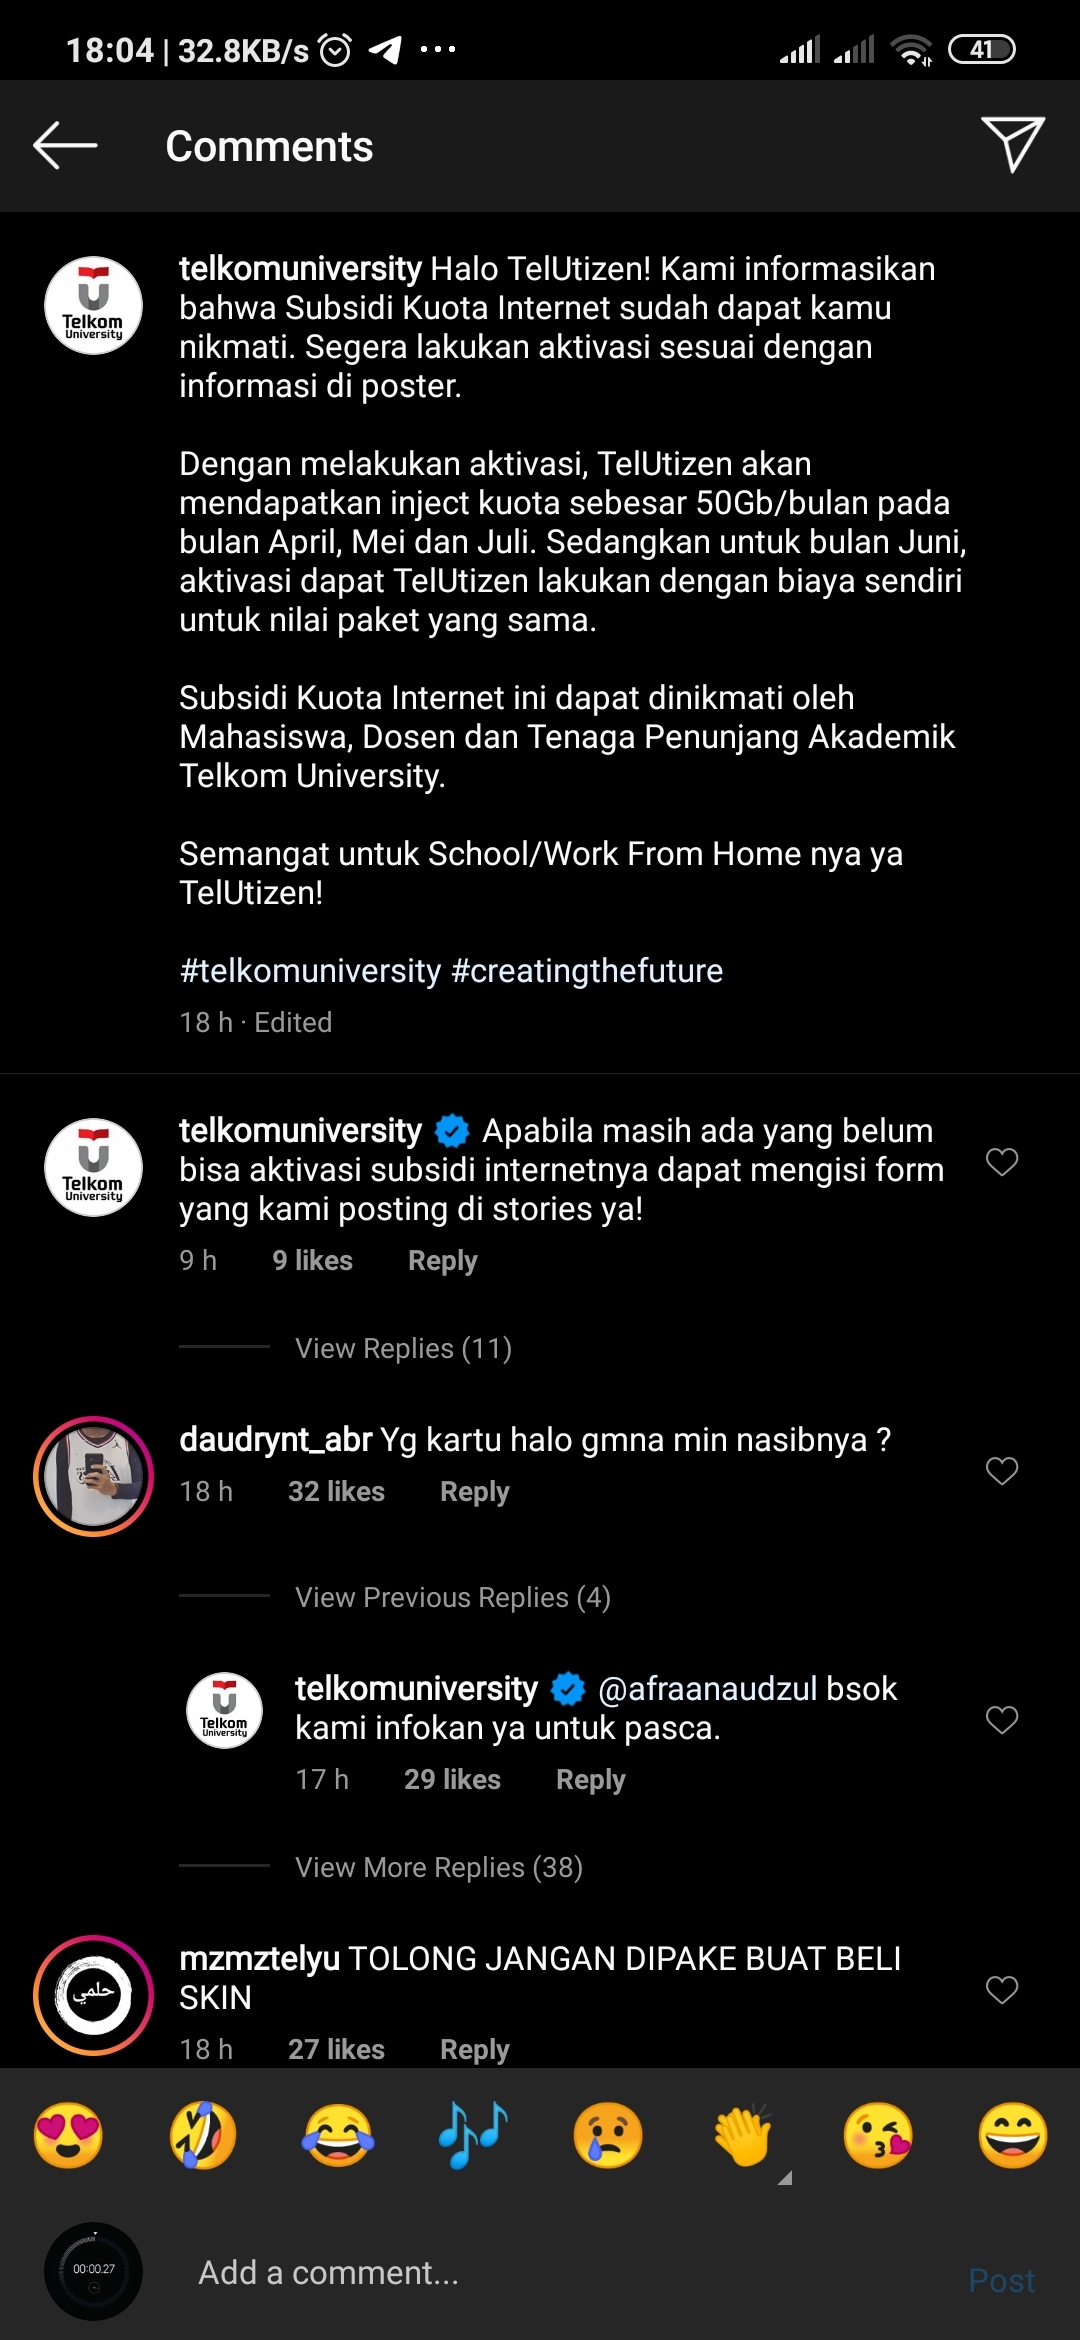 18:04 | 32.8KB/s ...
41
Comments
Telkom
University
telkomuniversity Halo TelUtizen! Kami informasikan
bahwa Subsidi Kuota Internet sudah dapat kamu
nikmati. Segera lakukan aktivasi sesuai dengan
informasi di poster.
Dengan melakukan aktivasi, TelUtizen akan
mendapatkan inject kuota sebesar 50Gb/bulan pada
bulan April, Mei dan Juli. Sedangkan untuk bulan Juni,
aktivasi dapat TelUtizen lakukan dengan biaya sendiri
untuk nilai paket yang sama.
Subsidi Kuota Internet ini dapat dinikmati oleh
Mahasiswa, Dosen dan Tenaga Penunjang Akademik
Telkom University.
Semangat untuk School/Work From Home nya ya
TelUtizen!
#telkomuniversity #creatingthefuture
18 h · Edited
Telkom
University
telkomuniversity Apabila masih ada yang belum
bisa aktivasi subsidi internetnya dapat mengisi form
yang kami posting di stories ya!
9 h 9 likes Reply
View Replies (11)
daudrynt_abr Yg kartu halo gmna min nasibnya ?
18 h 32 likes Reply
View Previous Replies (4)
Telkom
University
telkomuniversity @afraanaudzul bsok
kami infokan ya untuk pasca.
17 h 29 likes Reply
View More Replies (38)
حلمي
mzmztelyu TOLONG JANGAN DIPAKE BUAT BELI
SKIN
18 h 27 likes Reply
00:00.27
Add a comment...
Post